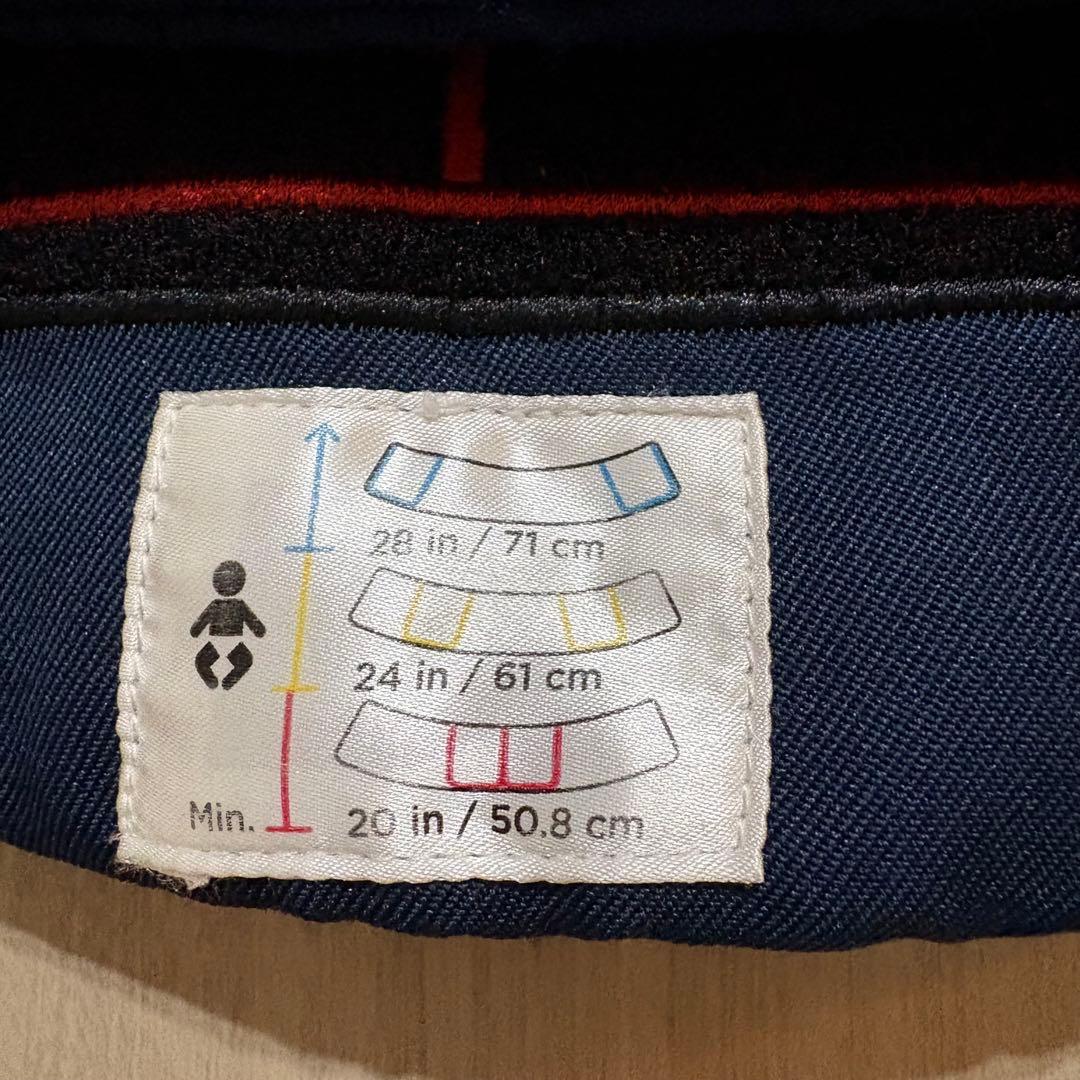 28 in / 71 cm
24 in / 61 cm
Min.
20 in / 50.8 cm